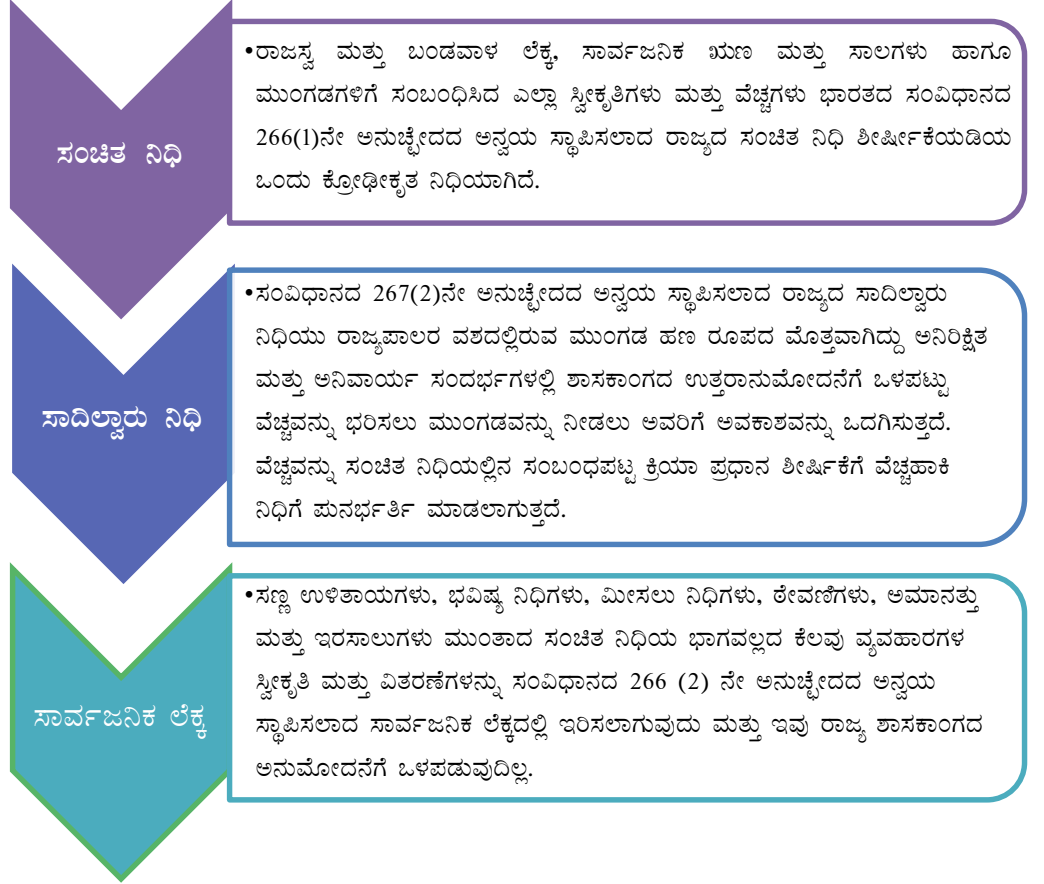 ಸಂಚಿತ ನಿಧಿ
•ರಾಜಸ್ವ ಮತ್ತು ಬಂಡವಾಳ ಲೆಕ್ಕ, ಸಾರ್ವಜನಿಕ ಋಣ ಮತ್ತು ಸಾಲಗಳು ಹಾಗೂ
ಮುಂಗಡಗಳಿಗೆ ಸಂಬಂಧಿಸಿದ ಎಲ್ಲಾ ಸ್ವೀಕೃತಿಗಳು ಮತ್ತು ವೆಚ್ಚಗಳು ಭಾರತದ ಸಂವಿಧಾನದ
266(1)ನೇ ಅನುಚ್ಛೇದದ ಅನ್ವಯ ಸ್ಥಾಪಿಸಲಾದ ರಾಜ್ಯದ ಸಂಚಿತ ನಿಧಿ ಶೀರ್ಷೀಕೆಯಡಿಯ
ಒಂದು ಕ್ರೋಢೀಕೃತ ನಿಧಿಯಾಗಿದೆ.
ಸಾದಿಲ್ವಾರು ನಿಧಿ
•ಸಂವಿಧಾನದ 267(2)ನೇ ಅನುಚ್ಛೇದದ ಅನ್ವಯ ಸ್ಥಾಪಿಸಲಾದ ರಾಜ್ಯದ ಸಾದಿಲ್ವಾರು
ನಿಧಿಯು ರಾಜ್ಯಪಾಲರ ವಶದಲ್ಲಿರುವ ಮುಂಗಡ ಹಣ ರೂಪದ ಮೊತ್ತವಾಗಿದ್ದು ಅನಿರಿಕ್ಷಿತ
ಮತ್ತು ಅನಿವಾರ್ಯ ಸಂದರ್ಭಗಳಲ್ಲಿ ಶಾಸಕಾಂಗದ ಉತ್ತರಾನುಮೋದನೆಗೆ ಒಳಪಟ್ಟು
ವೆಚ್ಚವನ್ನು ಭರಿಸಲು ಮುಂಗಡವನ್ನು ನೀಡಲು ಅವರಿಗೆ ಅವಕಾಶವನ್ನು ಒದಗಿಸುತ್ತದೆ.
ವೆಚ್ಚವನ್ನು ಸಂಚಿತ ನಿಧಿಯಲ್ಲಿನ ಸಂಬಂಧಪಟ್ಟ ಕ್ರಿಯಾ ಪ್ರಧಾನ ಶೀರ್ಷಿಕೆಗೆ ವೆಚ್ಚಹಾಕಿ
ನಿಧಿಗೆ ಪುನರ್ಭರ್ತಿ ಮಾಡಲಾಗುತ್ತದೆ.
ಸಾರ್ವಜನಿಕ ಲೆಕ್ಕ
•ಸಣ್ಣ ಉಳಿತಾಯಗಳು, ಭವಿಷ್ಯ ನಿಧಿಗಳು, ಮೀಸಲು ನಿಧಿಗಳು, ಠೇವಣಿಗಳು, ಅಮಾನತ್ತು
ಮತ್ತು ಇರಸಾಲುಗಳು ಮುಂತಾದ ಸಂಚಿತ ನಿಧಿಯ ಭಾಗವಲ್ಲದ ಕೆಲವು ವ್ಯವಹಾರಗಳ
ಸ್ವೀಕೃತಿ ಮತ್ತು ವಿತರಣೆಗಳನ್ನು ಸಂವಿಧಾನದ 266 (2) ನೇ ಅನುಚ್ಛೇದದ ಅನ್ವಯ
ಸ್ಥಾಪಿಸಲಾದ ಸಾರ್ವಜನಿಕ ಲೆಕ್ಕದಲ್ಲಿ ಇರಿಸಲಾಗುವುದು ಮತ್ತು ಇವು ರಾಜ್ಯ ಶಾಸಕಾಂಗದ
ಅನುಮೋದನೆಗೆ ಒಳಪಡುವುದಿಲ್ಲ.